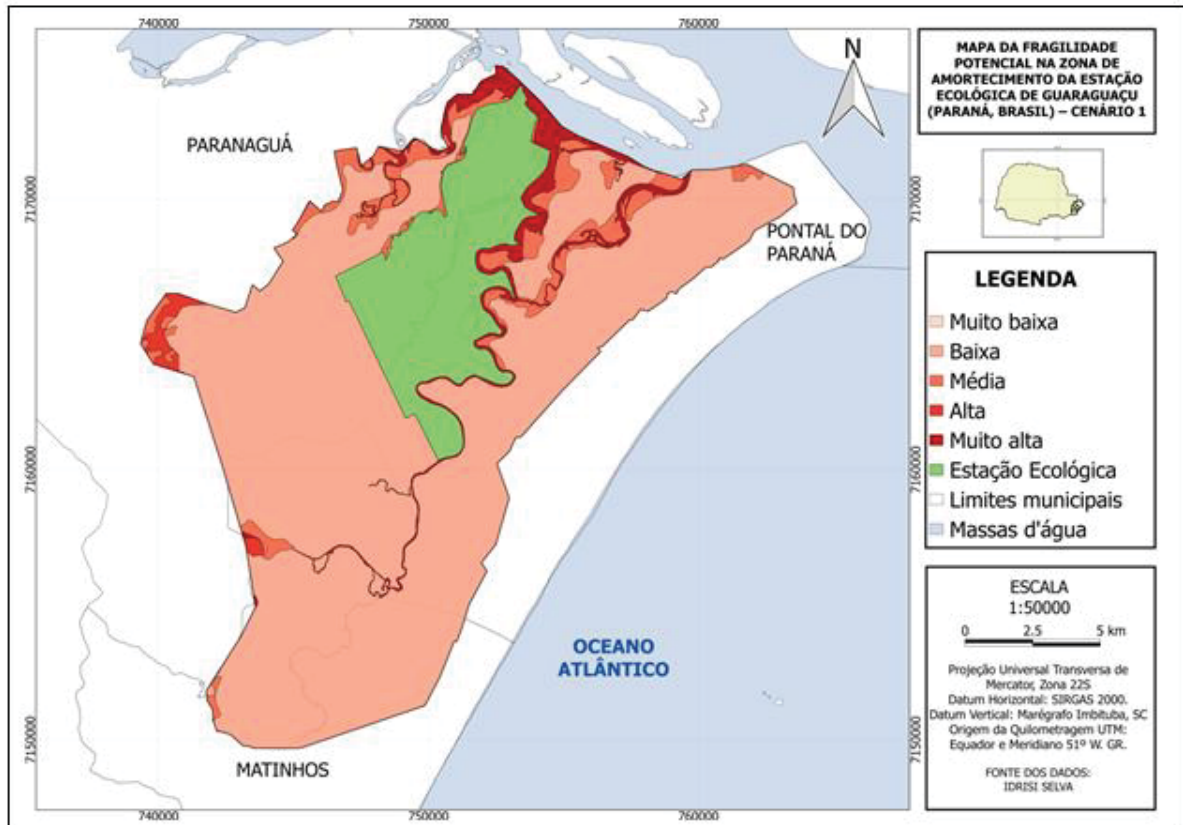 740000
750000
760000
7170000
7160000
7150000
7170000
7160000
7150000
740000
750000
760000
PARANAGUÁ
PONTAL DO
PARANÁ
OCEANO
ATLÂNTICO
MATINHOS
N
MAPA DA FRAGILIDADE
POTENCIAL NA ZONA DE
AMORTECIMENTO DA ESTAÇÃO
ECOLÓGICA DE GUARAGUAÇU
(PARANÁ, BRASIL) – CENÁRIO 1
LEGENDA
Muito baixa
Baixa
Média
Alta
Muito alta
Estação Ecológica
Limites municipais
Massas d'água
ESCALA
1:50000
0 2.5 5 km
Projeção Universal Transversa de
Mercator, Zona 22S
Datum Horizontal: SIRGAS 2000.
Datum Vertical: Marégrafo Imbituba, SC
Origem da Quilometragem UTM:
Equador e Meridiano 51º W. GR.
FONTE DOS DADOS:
IDRISI SELVA